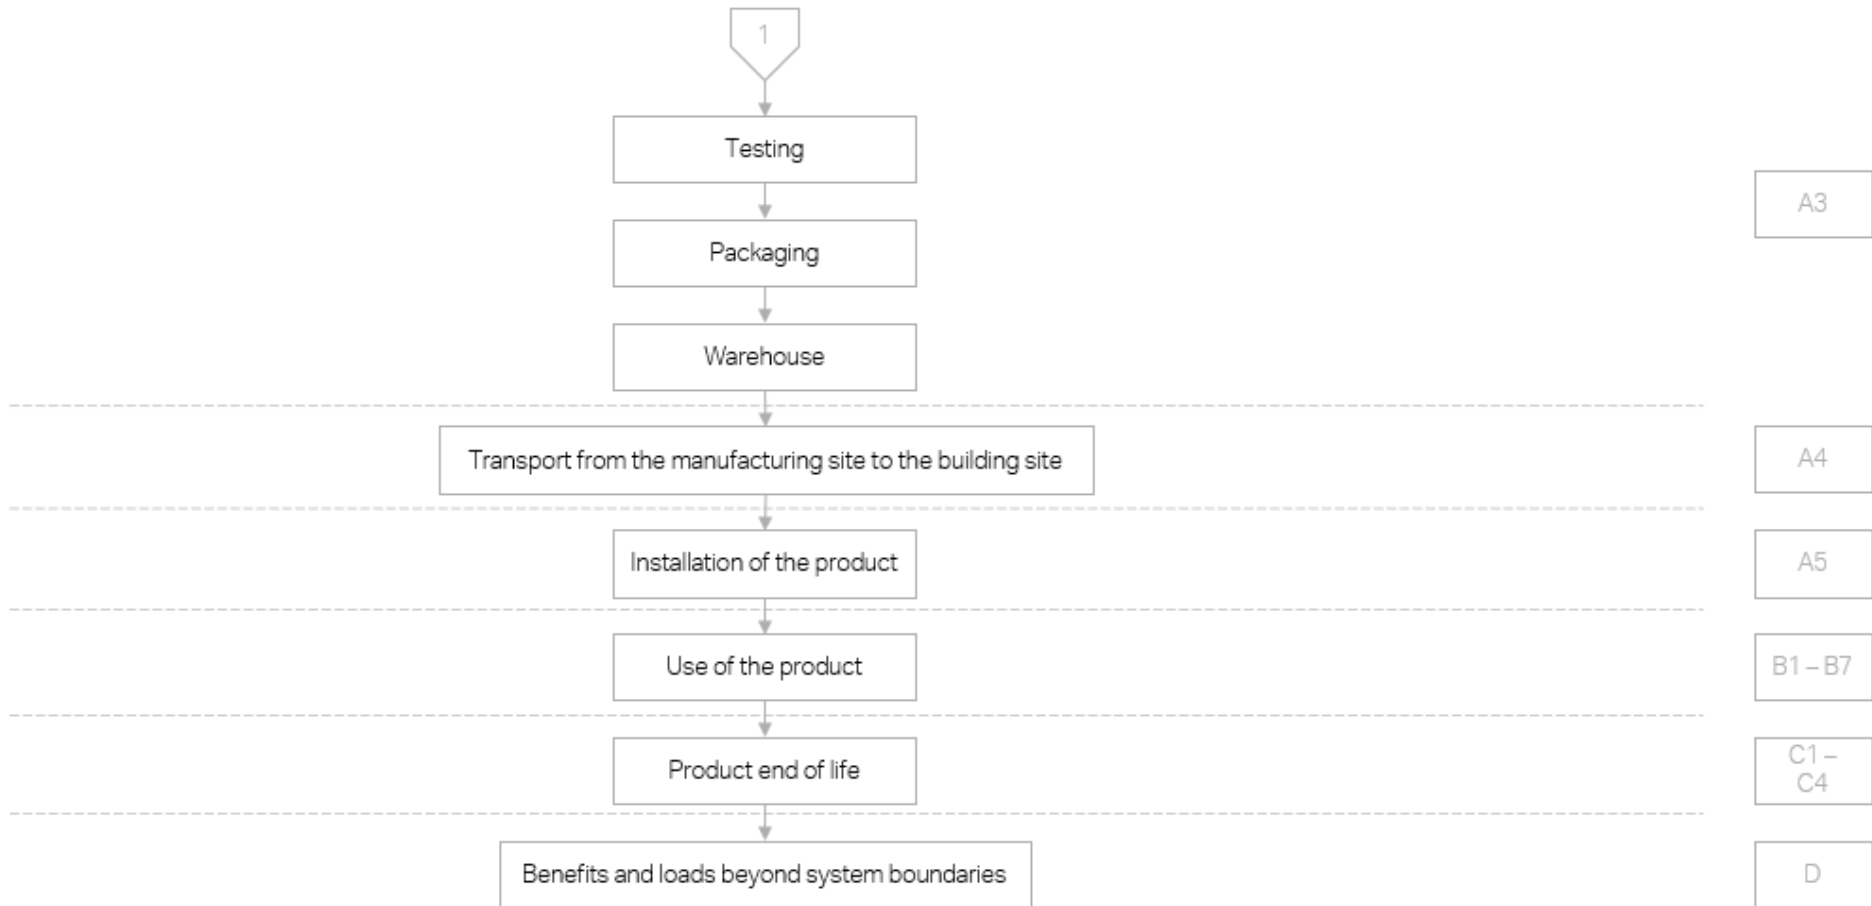 1
Testing
A3
Packaging
Warehouse
Transport from the manufacturing site to the building site
A4
Installation of the product
A5
Use of the product
B1 – B7
Product end of life
C1 –
C4
Benefits and loads beyond system boundaries
D